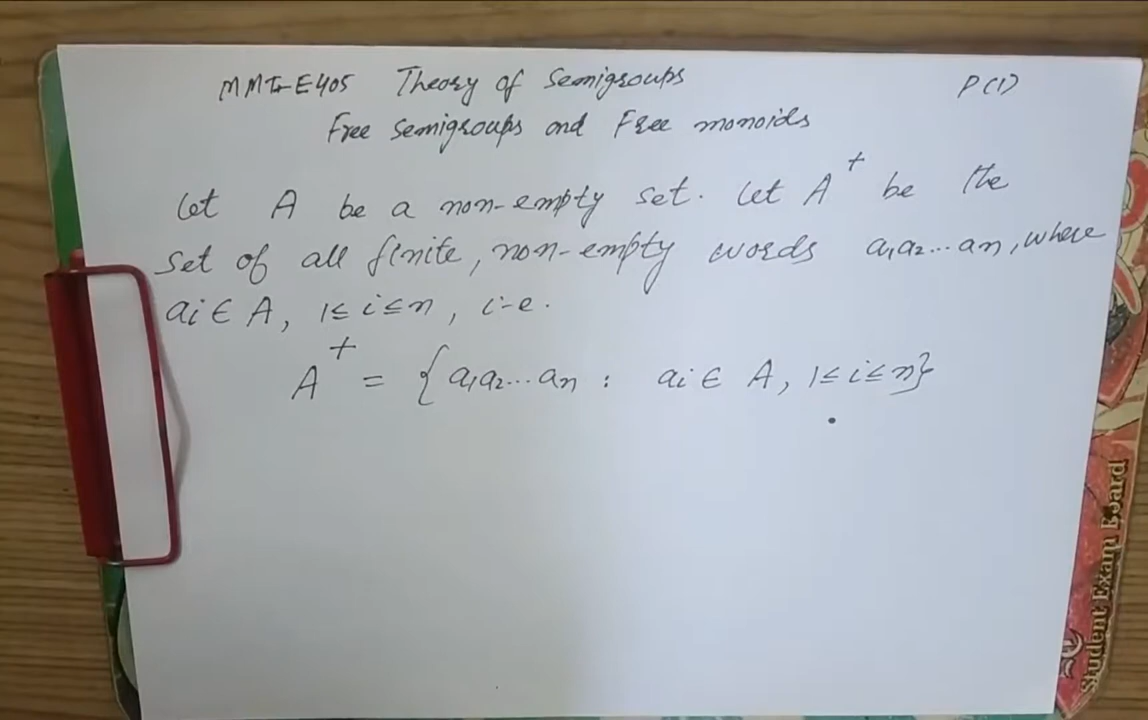 MMT-E405 Theory of Semigroups P(1)
Free Semigroups and Free monoids
Let A be a non-empty set. Let A⁺ be the
set of all finite, non-empty words a₁a₂...aₙ, where
aᵢ ∈ A, 1≤ i ≤ n, i-e.
A⁺ = {a₁a₂...aₙ : aᵢ ∈ A, 1≤ i ≤ n}
Student Exam Board